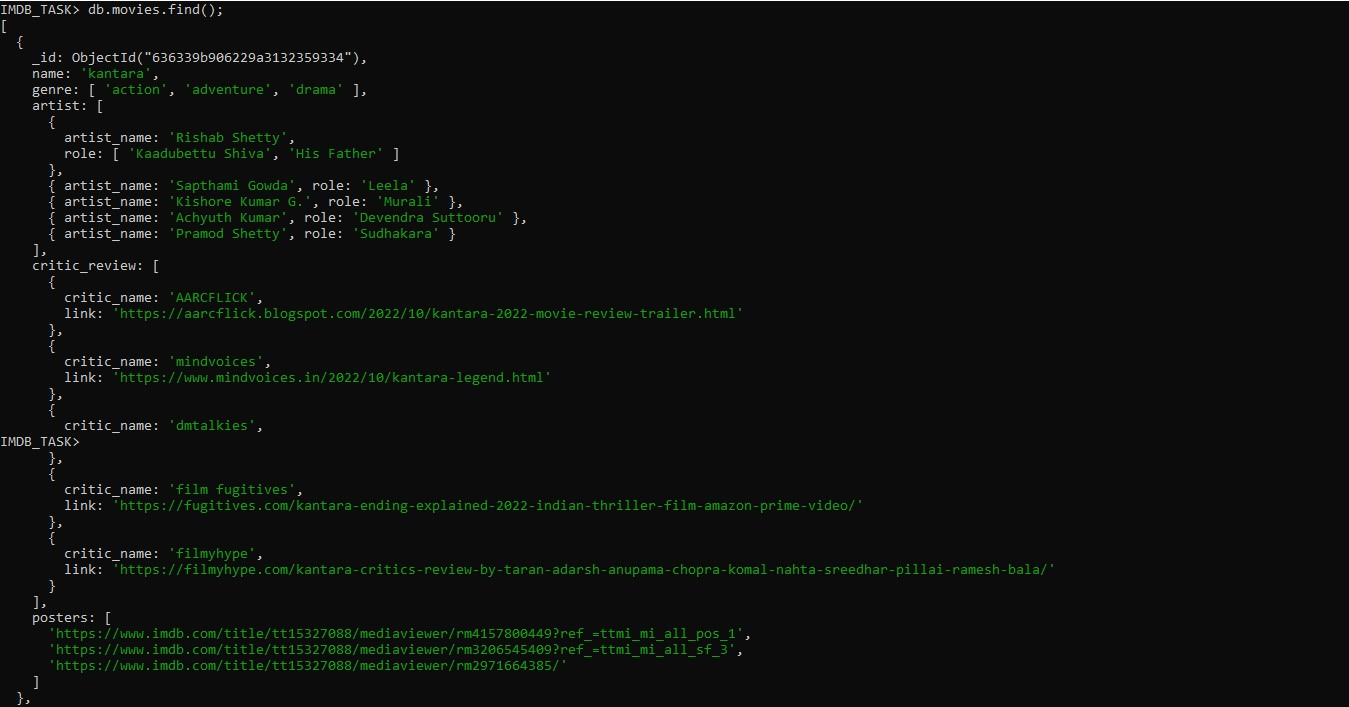 IMDB_TASK> db.movies.find();
[
  {
    _id: ObjectId("636339b906229a3132359334"),
    name: 'kantara',
    genre: [ 'action', 'adventure', 'drama' ],
    artist: [
      {
        artist_name: 'Rishab Shetty',
        role: [ 'Kaadubettu Shiva', 'His Father' ]
      },
      { artist_name: 'Sapthami Gowda', role: 'Leela' },
      { artist_name: 'Kishore Kumar G.', role: 'Murali' },
      { artist_name: 'Achyuth Kumar', role: 'Devendra Suttooru' },
      { artist_name: 'Pramod Shetty', role: 'Sudhakara' }
    ],
    critic_review: [
      {
        critic_name: 'AARCFLICK',
        link: 'https://aarcflick.blogspot.com/2022/10/kantara-2022-movie-review-trailer.html'
      },
      {
        critic_name: 'mindvoices',
        link: 'https://www.mindvoices.in/2022/10/kantara-legend.html'
      },
      {
        critic_name: 'dmtalkies',
IMDB_TASK>
      },
      {
        critic_name: 'film fugitives',
        link: 'https://fugitives.com/kantara-ending-explained-2022-indian-thriller-film-amazon-prime-video/'
      },
      {
        critic_name: 'filmyhype',
        link: 'https://filmyhype.com/kantara-critics-review-by-taran-adarsh-anupama-chopra-komal-nahta-sreedhar-pillai-ramesh-bala/'
      }
    ],
    posters: [
      'https://www.imdb.com/title/tt15327088/mediaviewer/rm4157800449?ref_=ttmi_mi_all_pos_1',
      'https://www.imdb.com/title/tt15327088/mediaviewer/rm3206545409?ref_=ttmi_mi_all_sf_3',
      'https://www.imdb.com/title/tt15327088/mediaviewer/rm2971664385/'
    ]
  },